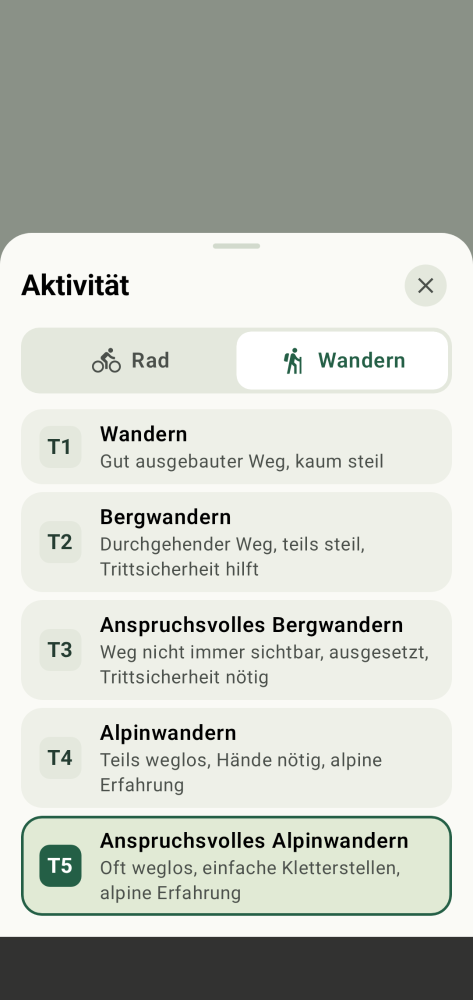 Aktivität
Rad
Wandern
T1
Wandern
Gut ausgebauter Weg, kaum steil
T2
Bergwandern
Durchgehender Weg, teils steil,
Trittsicherheit hilft
T3
Anspruchsvolles Bergwandern
Weg nicht immer sichtbar, ausgesetzt,
Trittsicherheit nötig
T4
Alpinwandern
Teils weglos, Hände nötig, alpine
Erfahrung
T5
Anspruchsvolles Alpinwandern
Oft weglos, einfache Kletterstellen,
alpine Erfahrung